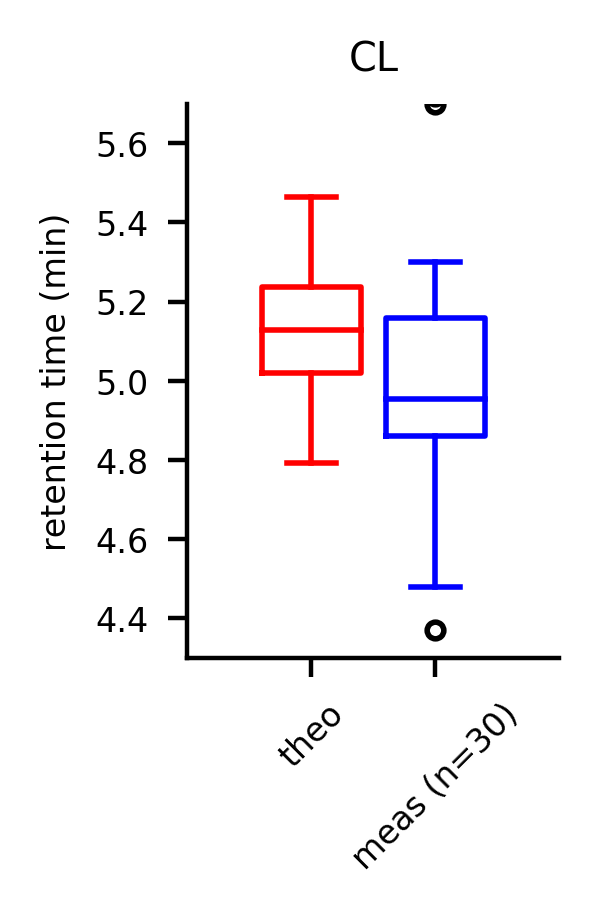 CL
retention time (min)
5.6
5.4
5.2
5.0
4.8
4.6
4.4
theo
meas (n=30)